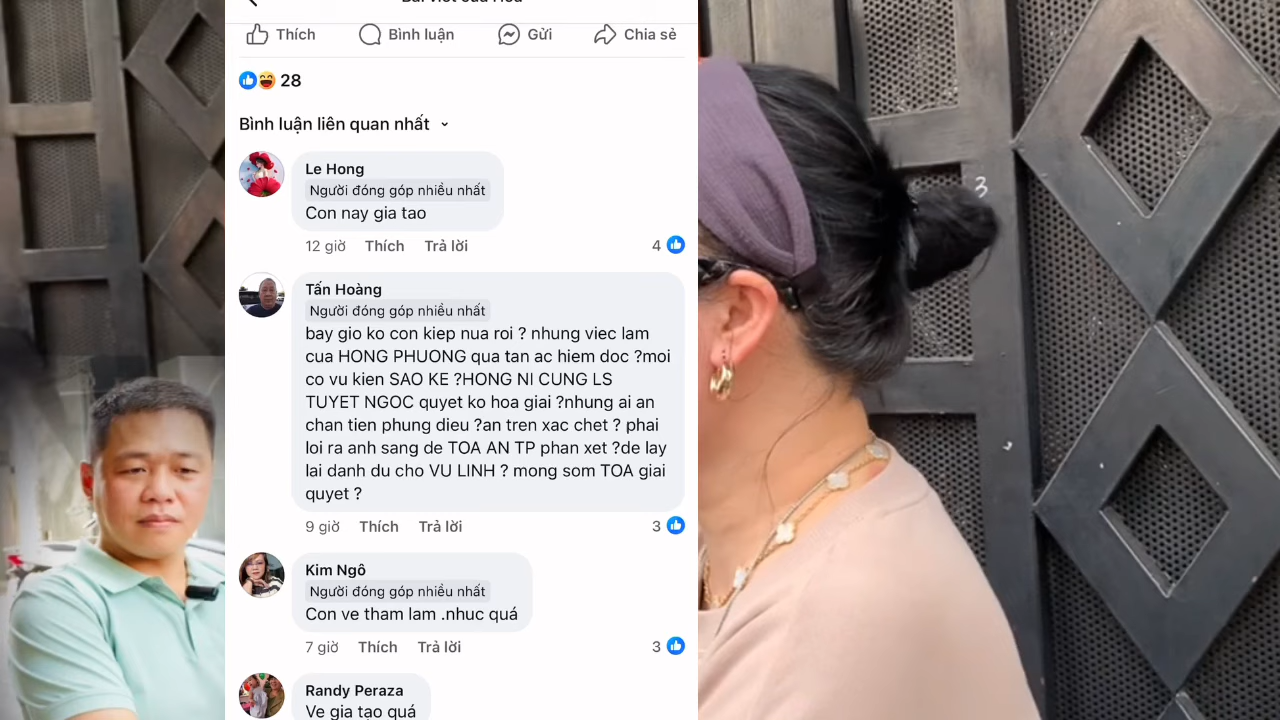 Thích
Bình luận
Gửi
Chia sẻ
28
Bình luận liên quan nhất
Le Hong
Người đóng góp nhiều nhất
Con nay gia tao
12 giờ Thích Trả lời 4
Tấn Hoàng
Người đóng góp nhiều nhất
bay gio ko con kiep nua roi ? nhung viec lam
cua HONG PHUONG qua tan ac hiem doc ?moi
co vu kien SAO KE ?HONG NI CUNG LS
TUYET NGOC quyet ko hoa giai ?nhung ai an
chan tien phung dieu ?an tren xac chet ? phai
loi ra anh sang de TOA AN TP phan xet ?de lay
lai danh du cho VU LINH ? mong som TOA giai
quyet ?
9 giờ Thích Trả lời 3
Kim Ngô
Người đóng góp nhiều nhất
Con ve tham lam .nhuc quá
7 giờ Thích Trả lời 3
Randy Peraza
Ve gia tạo quá
3